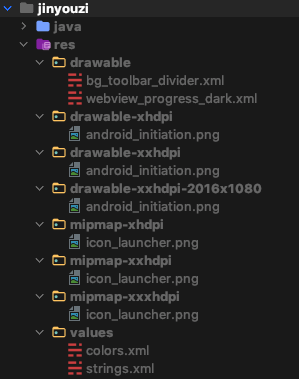 jinyouzi
java
res
drawable
bg_toolbar_divider.xml
webview_progress_dark.xml
drawable-xhdpi
android_initiation.png
drawable-xxhdpi
android_initiation.png
drawable-xxhdpi-2016x1080
android_initiation.png
mipmap-xhdpi
icon_launcher.png
mipmap-xxhdpi
icon_launcher.png
mipmap-xxxhdpi
icon_launcher.png
values
colors.xml
strings.xml